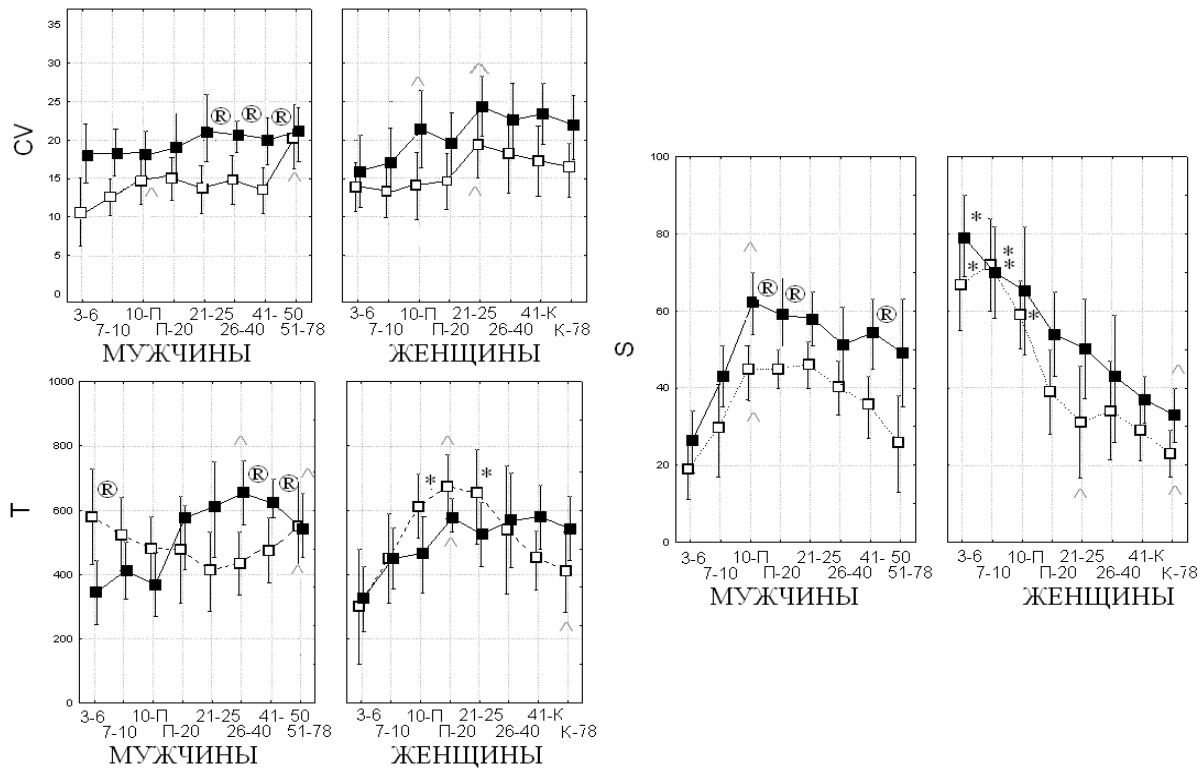 CV
35
30
25
20
15
10
5
0
® ® ®
^ ^ ^ ^ ^
3-6 10-П 21-25 41- 50
7-10 П-20 26-40 51-78
МУЖЧИНЫ
3-6 10-П 21-25 41-К
7-10 П-20 26-40 К-78
ЖЕНЩИНЫ
T
1000
800
600
400
200
0
® ® ®
^ ^ ^
* *
^ ^ ^
3-6 10-П 21-25 41- 50
7-10 П-20 26-40 51-78
МУЖЧИНЫ
3-6 10-П 21-25 41-К
7-10 П-20 26-40 К-78
ЖЕНЩИНЫ
S
100
80
60
40
20
0
® ® ®
^ ^
* * * * *
^ ^ ^
3-6 10-П 21-25 41- 50
7-10 П-20 26-40 51-78
МУЖЧИНЫ
3-6 10-П 21-25 41-К
7-10 П-20 26-40 К-78
ЖЕНЩИНЫ